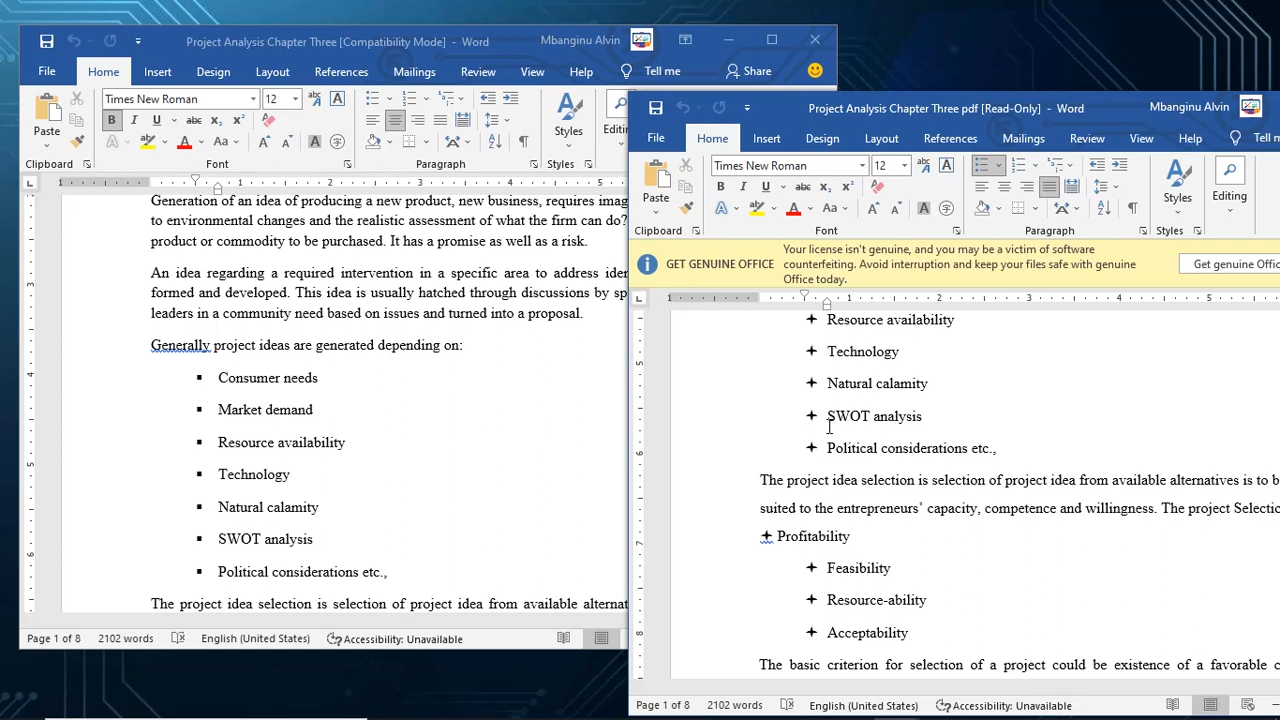 Project Analysis Chapter Three [Compatibility Mode] - Word
Mbanginu Alvin
File Home Insert Design Layout References Mailings Review View Help Tell me Share
Times New Roman 12
Paste
Styles
Editin
Clipboard Font Paragraph Styles
Generation of an idea of producing a new product, new business, requires imag
to environmental changes and the realistic assessment of what the firm can do?
product or commodity to be purchased. It has a promise as well as a risk.
An idea regarding a required intervention in a specific area to address iden
formed and developed. This idea is usually hatched through discussions by sp
leaders in a community need based on issues and turned into a proposal.
Generally project ideas are generated depending on:
Consumer needs
Market demand
Resource availability
Technology
Natural calamity
SWOT analysis
Political considerations etc.,
The project idea selection is selection of project idea from available alternat
Page 1 of 8 2102 words English (United States) Accessibility: Unavailable
Project Analysis Chapter Three pdf [Read-Only] - Word
Mbanginu Alvin
File Home Insert Design Layout References Mailings Review View Help Tell m
Times New Roman 12
Paste
Styles
Editing
Clipboard Font Paragraph Styles
GET GENUINE OFFICE
Your license isn't genuine, and you may be a victim of software
counterfeiting. Avoid interruption and keep your files safe with genuine
Office today.
Get genuine Offic
Resource availability
Technology
Natural calamity
SWOT analysis
Political considerations etc.,
The project idea selection is selection of project idea from available alternatives is to b
suited to the entrepreneurs’ capacity, competence and willingness. The project Selectio
Profitability
Feasibility
Resource-ability
Acceptability
The basic criterion for selection of a project could be existence of a favorable c
Page 1 of 8 2102 words English (United States) Accessibility: Unavailable